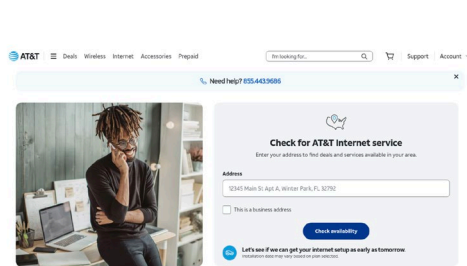 AT&T
Deals Wireless Internet Accessories Prepaid
I'm looking for...
Support Account
Need help? 855.443.9686
Check for AT&T Internet service
Enter your address to find deals and services available in your area.
Address
12345 Main St Apt A, Winter Park, FL 32792
This is a business address
Check availability
Let's see if we can get your internet setup as early as tomorrow.
Installation date may vary based on plan selected.